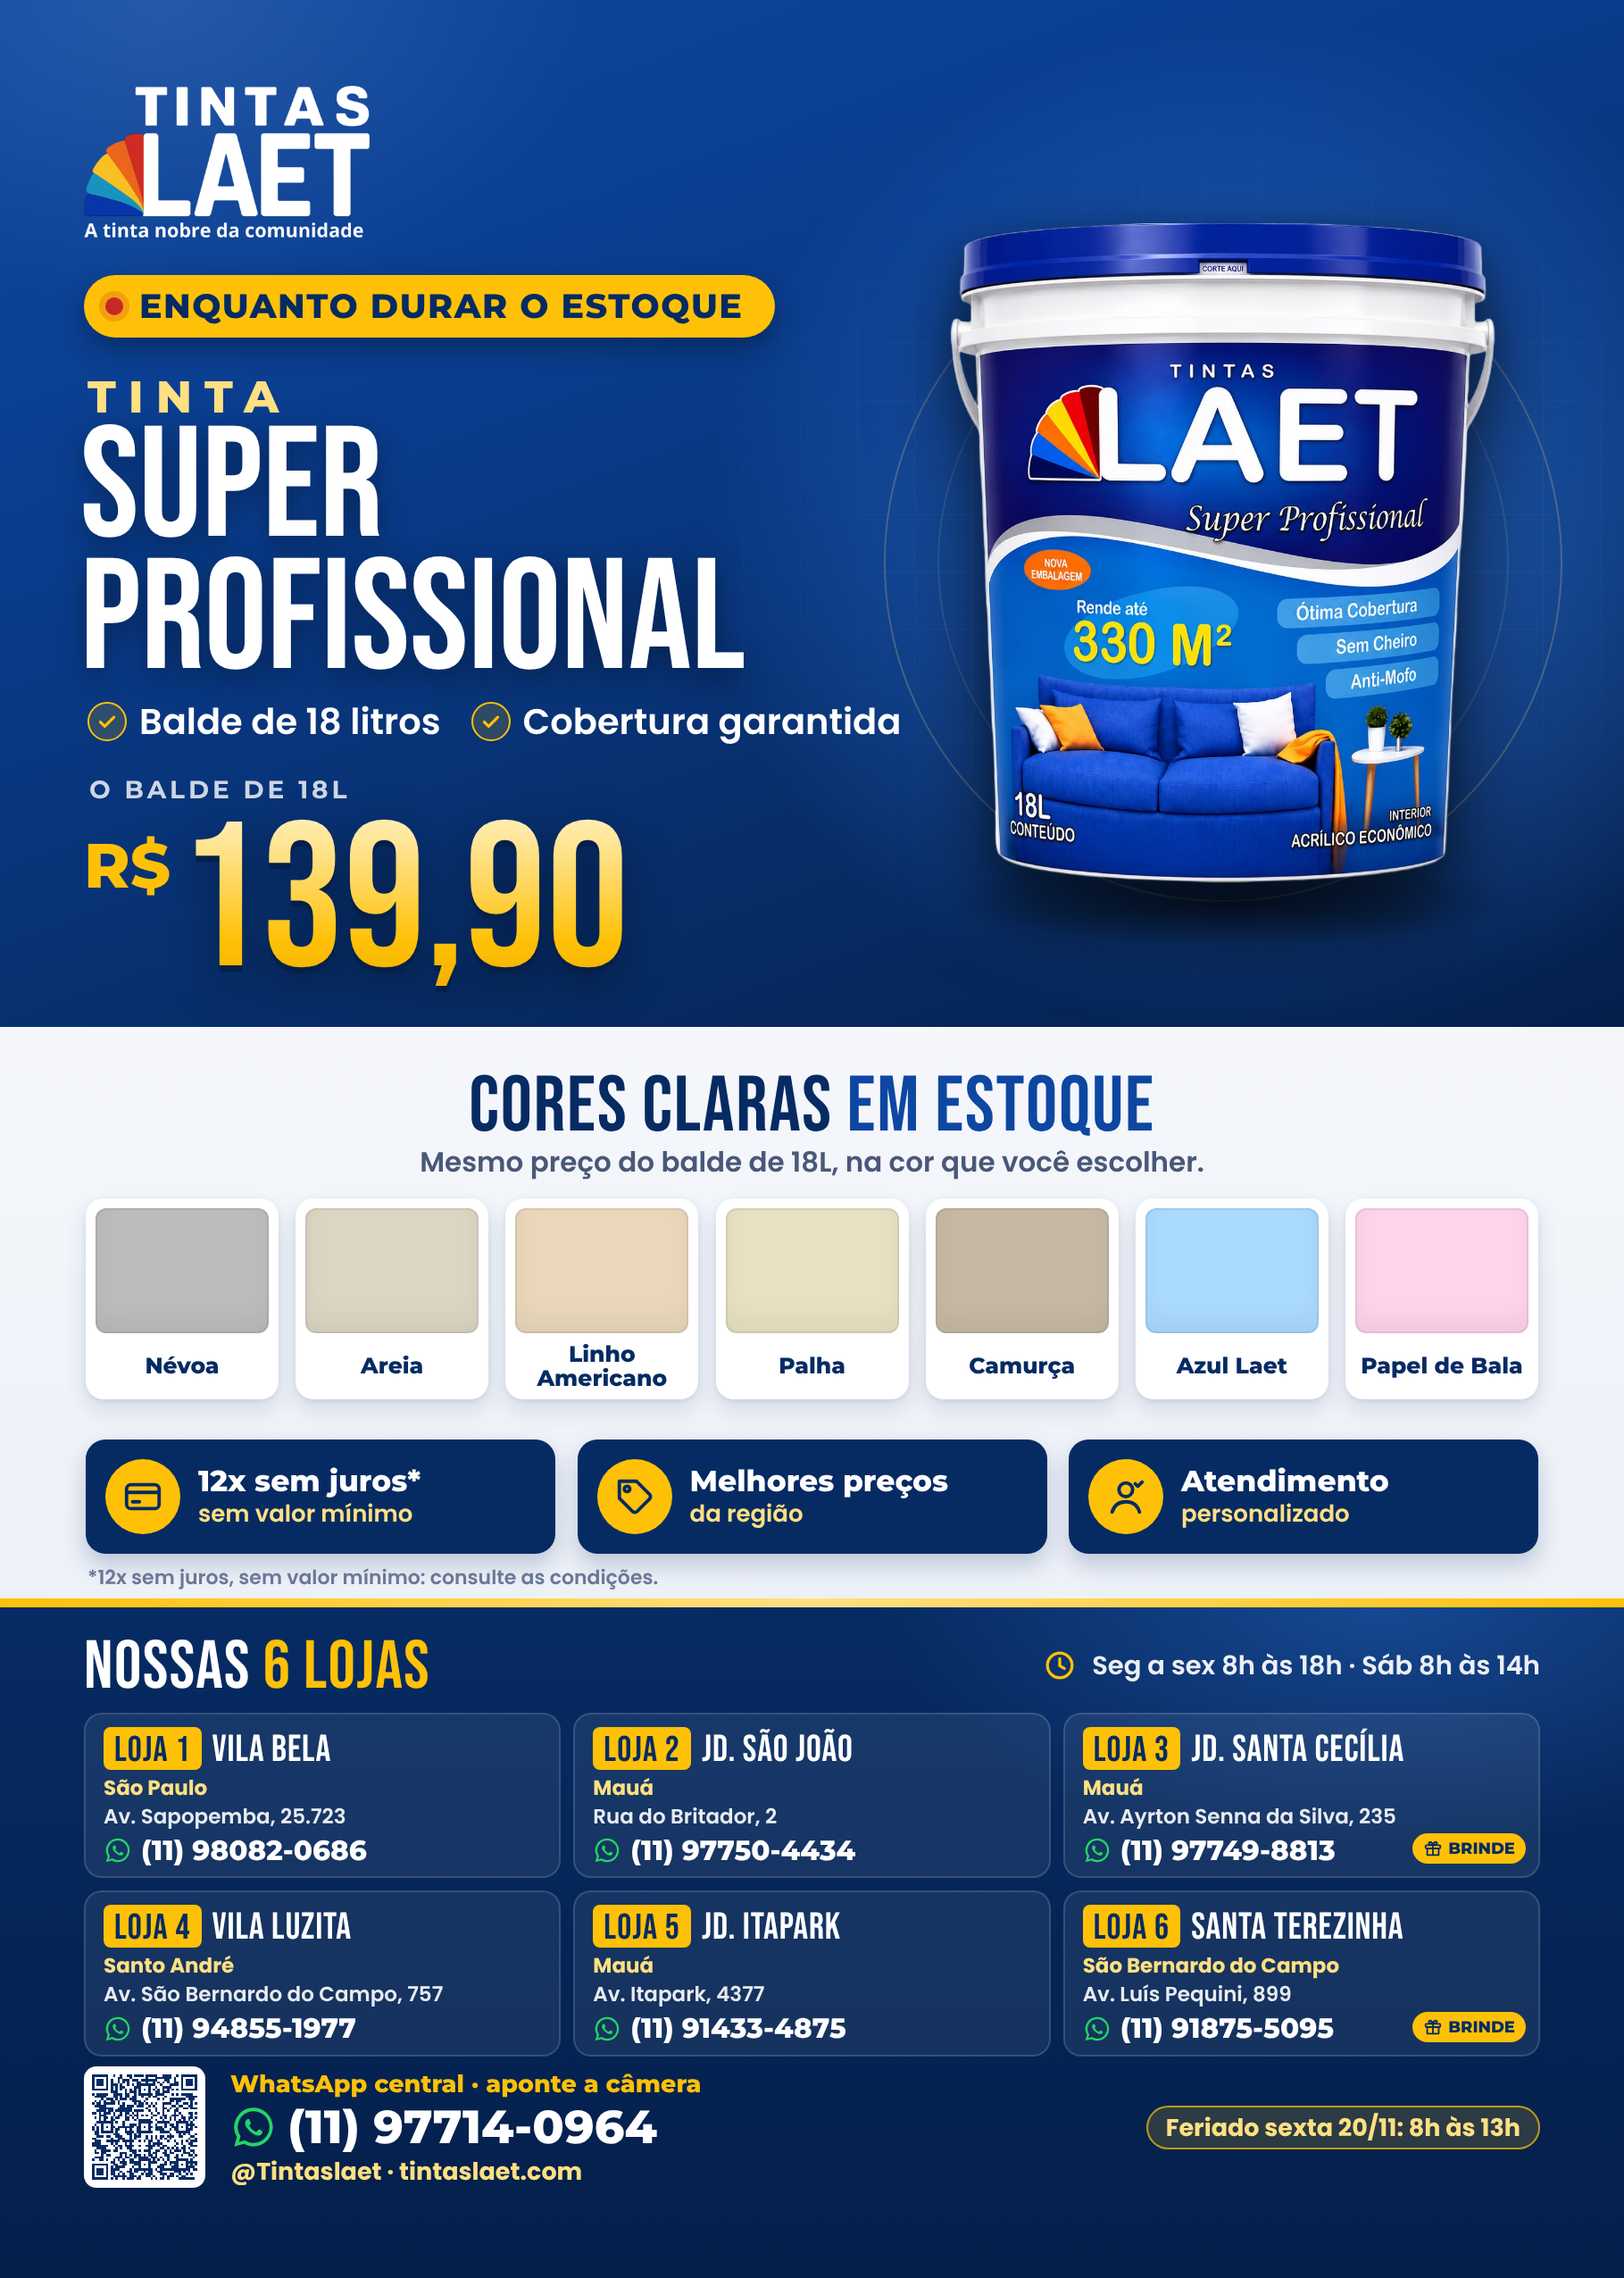 TINTAS
LAET
A tinta nobre da comunidade
ENQUANTO DURAR O ESTOQUE
TINTA
SUPER
PROFISSIONAL
Balde de 18 litros
Cobertura garantida
O BALDE DE 18L
R$ 139,90
CORTE AQUI
TINTAS
LAET
Super Profissional
NOVA
EMBALAGEM
Rende até
330 M²
Ótima Cobertura
Sem Cheiro
Anti-Mofo
18L
CONTEÚDO
INTERIOR
ACRÍLICO ECONÔMICO
CORES CLARAS EM ESTOQUE
Mesmo preço do balde de 18L, na cor que você escolher.
Névoa
Areia
Linho
Americano
Palha
Camurça
Azul Laet
Papel de Bala
12x sem juros*
sem valor mínimo
Melhores preços
da região
Atendimento
personalizado
*12x sem juros, sem valor mínimo: consulte as condições.
NOSSAS 6 LOJAS
Seg a sex 8h às 18h · Sáb 8h às 14h
LOJA 1 VILA BELA
São Paulo
Av. Sapopemba, 25.723
(11) 98082-0686
LOJA 2 JD. SÃO JOÃO
Mauá
Rua do Britador, 2
(11) 97750-4434
LOJA 3 JD. SANTA CECÍLIA
Mauá
Av. Ayrton Senna da Silva, 235
(11) 97749-8813
BRINDE
LOJA 4 VILA LUZITA
Santo André
Av. São Bernardo do Campo, 757
(11) 94855-1977
LOJA 5 JD. ITAPARK
Mauá
Av. Itapark, 4377
(11) 91433-4875
LOJA 6 SANTA TEREZINHA
São Bernardo do Campo
Av. Luís Pequini, 899
(11) 91875-5095
BRINDE
WhatsApp central · aponte a câmera
(11) 97714-0964
@Tintaslaet · tintaslaet.com
Feriado sexta 20/11: 8h às 13h